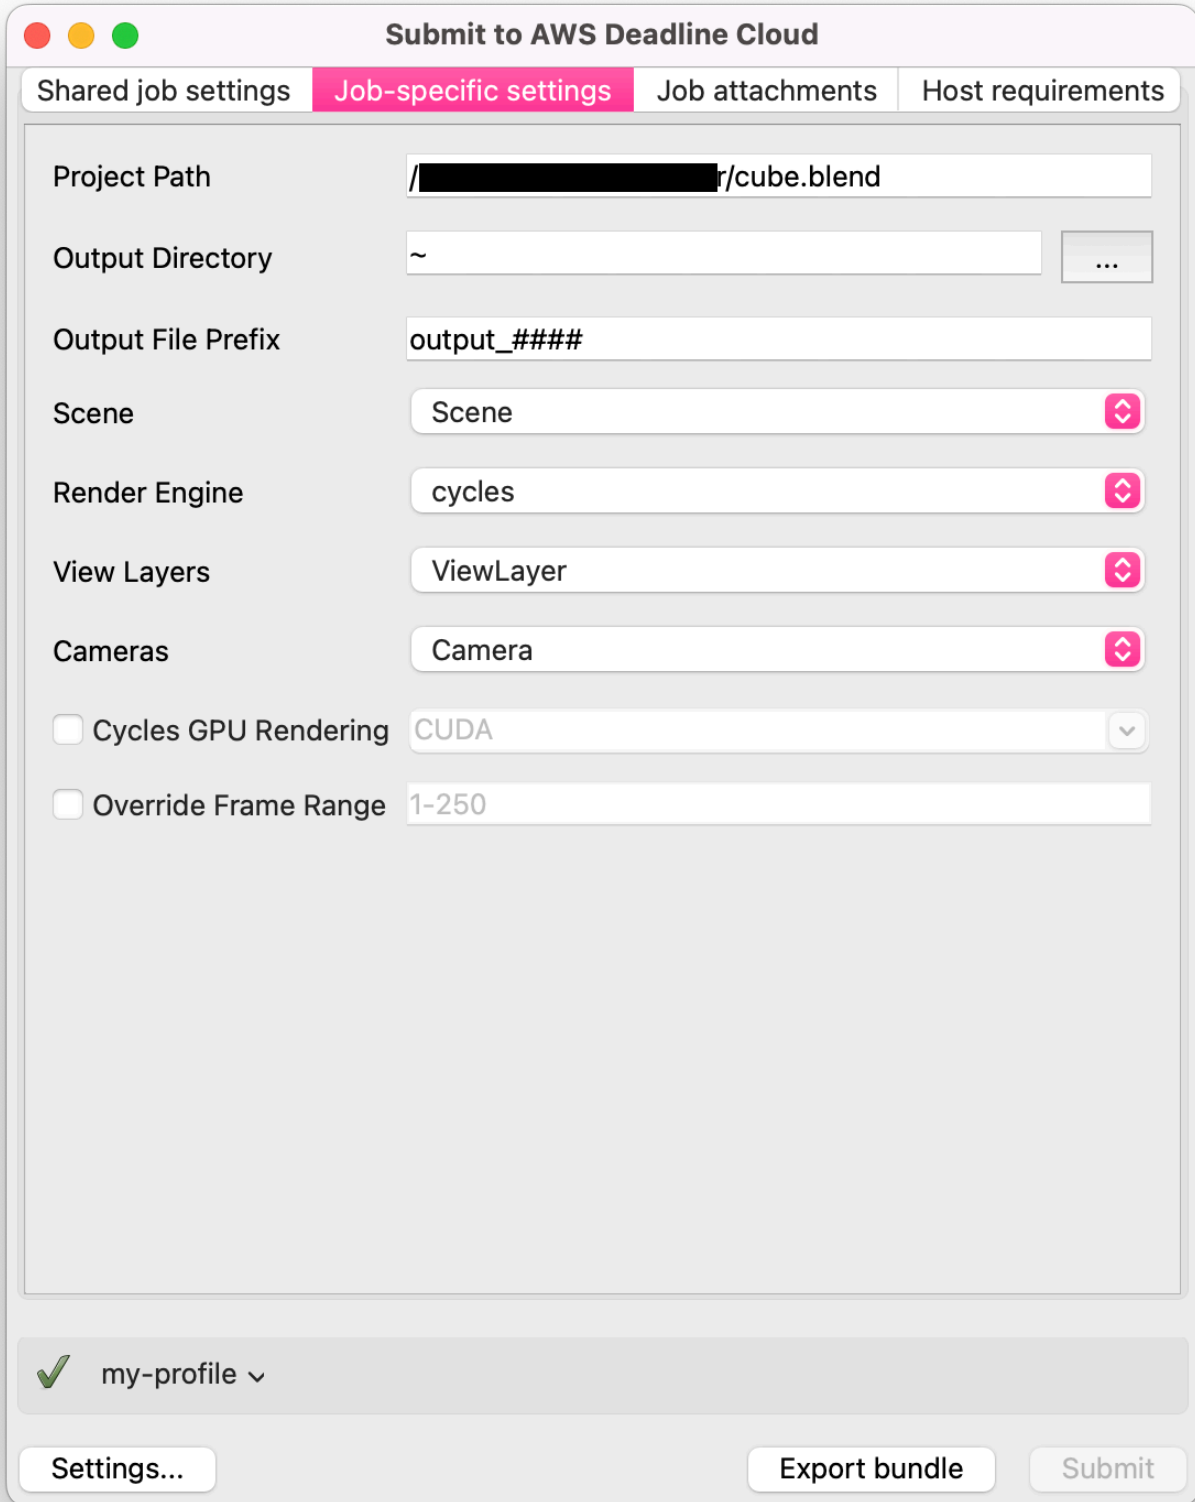 Submit to AWS Deadline Cloud
Shared job settings Job-specific settings Job attachments Host requirements
Project Path / r/cube.blend
Output Directory ~ ...
Output File Prefix output_####
Scene Scene
Render Engine cycles
View Layers ViewLayer
Cameras Camera
Cycles GPU Rendering CUDA
Override Frame Range 1-250
my-profile
Settings... Export bundle Submit